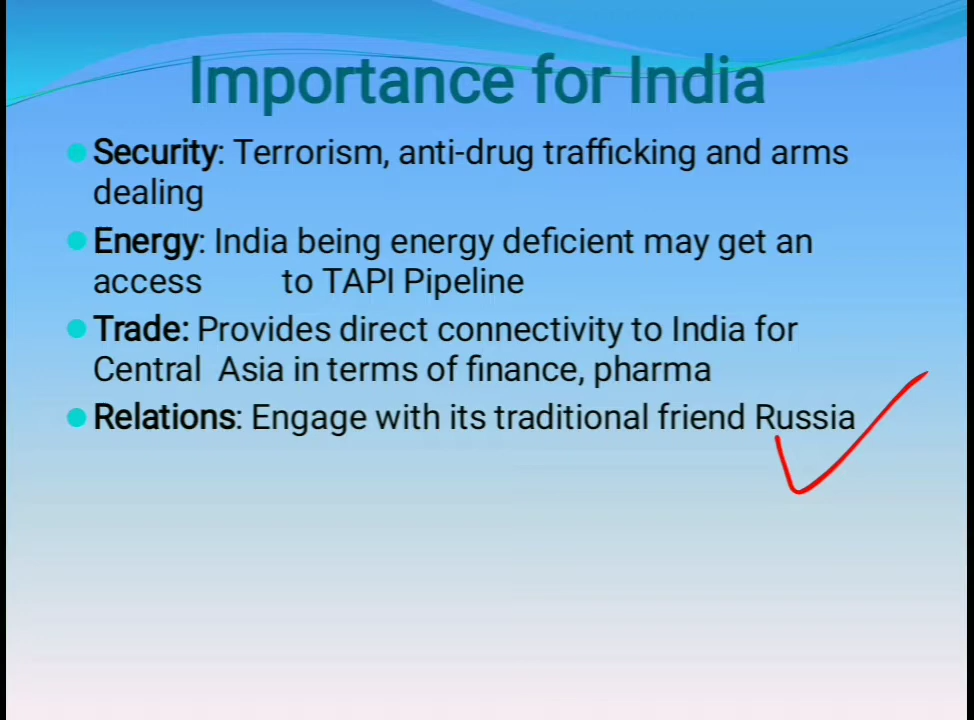 Importance for India
Security: Terrorism, anti-drug trafficking and arms
dealing
Energy: India being energy deficient may get an
access to TAPI Pipeline
Trade: Provides direct connectivity to India for
Central Asia in terms of finance, pharma
Relations: Engage with its traditional friend Russia